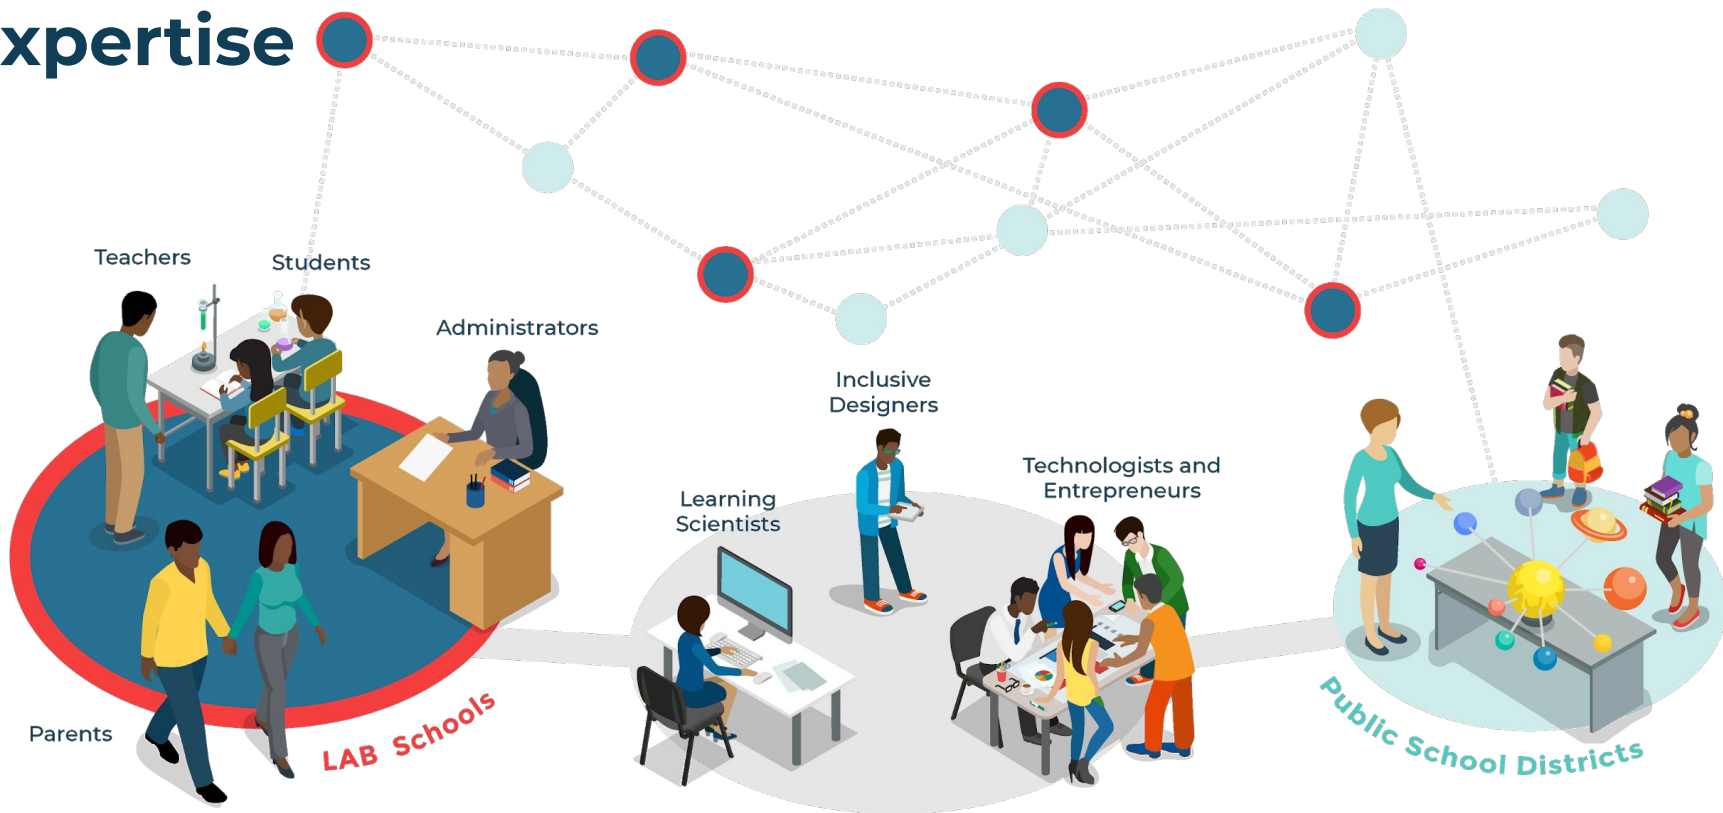 xpertise
Teachers
Students
Administrators
Inclusive
Designers
Technologists and
Entrepreneurs
Learning
Scientists
Parents
LAB Schools
Public School Districts